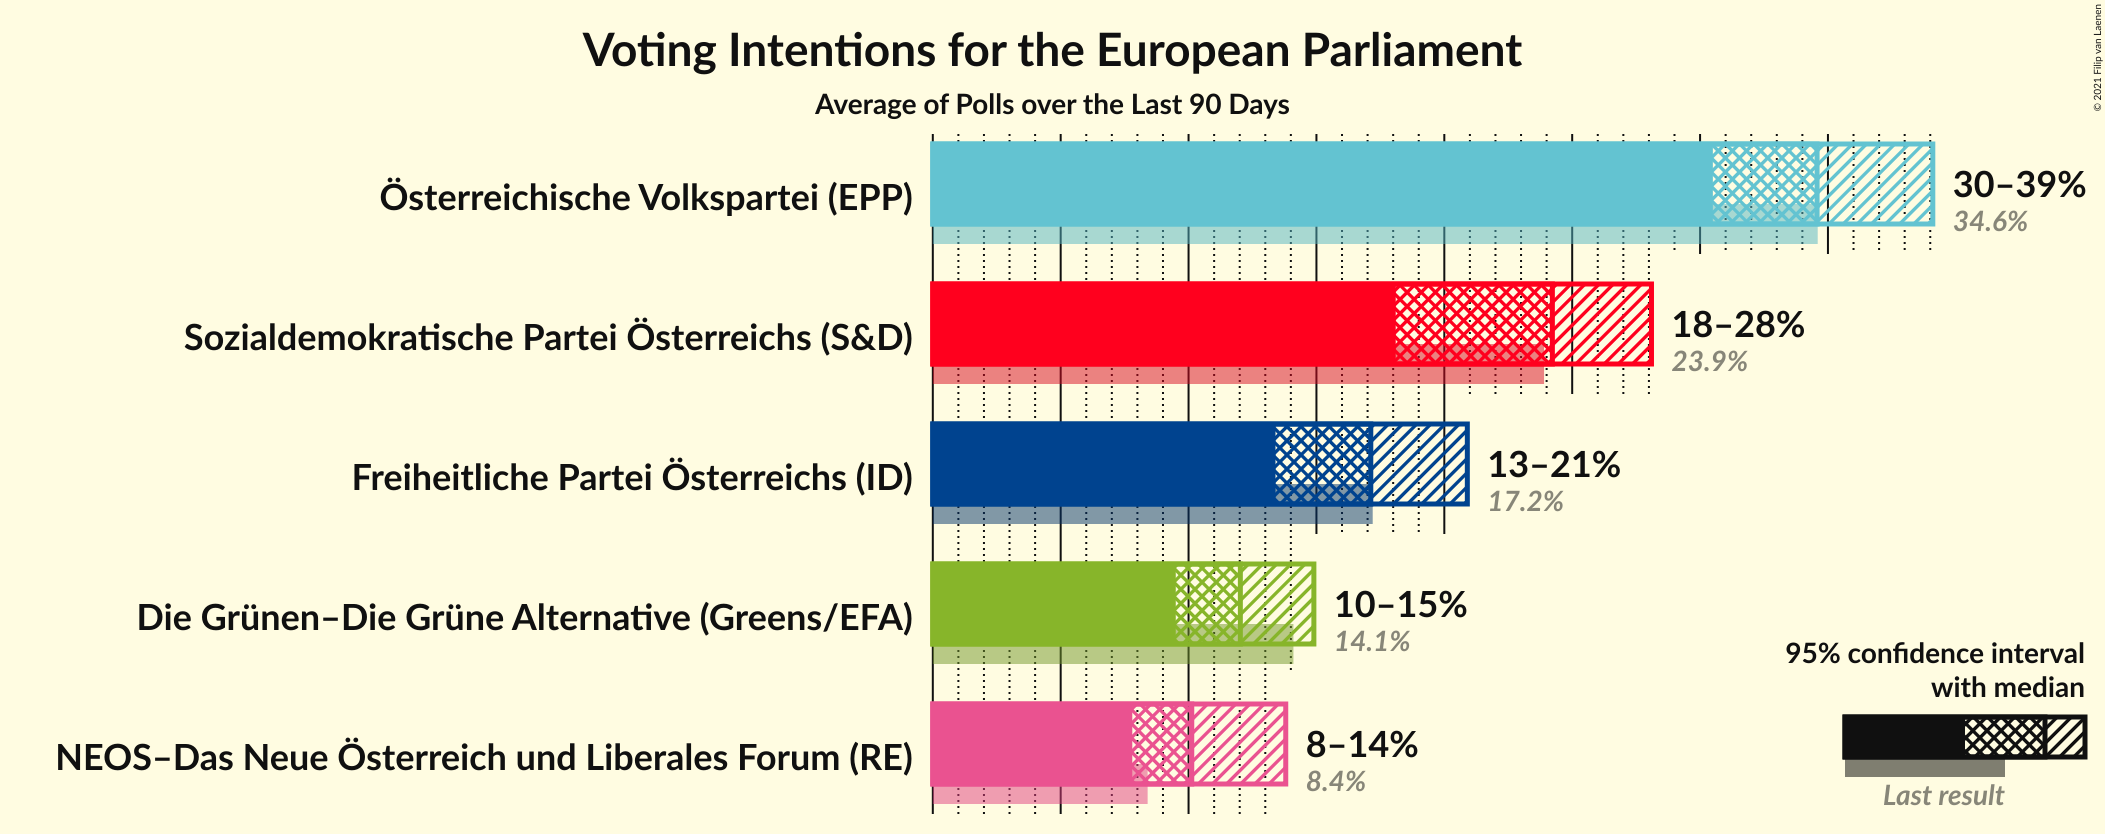 Voting Intentions for the European Parliament
Average of Polls over the Last 90 Days
© 2021 Filip van Laenen
Österreichische Volkspartei (EPP)
30–39%
34.6%
Sozialdemokratische Partei Österreichs (S&D)
18–28%
23.9%
Freiheitliche Partei Österreichs (ID)
13–21%
17.2%
Die Grünen–Die Grüne Alternative (Greens/EFA)
10–15%
14.1%
NEOS–Das Neue Österreich und Liberales Forum (RE)
8–14%
8.4%
95% confidence interval
with median
Last result